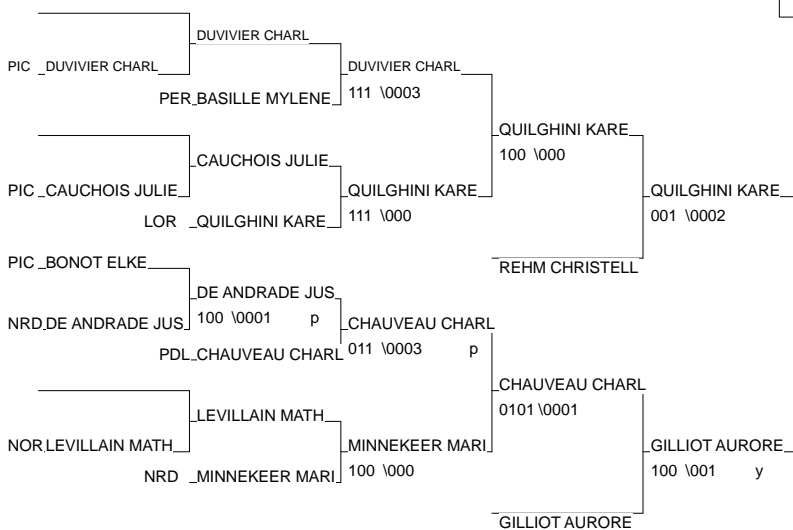 DUVIVIER CHARL
PIC DUVIVIER CHARL
DUVIVIER CHARL
PER BASILLE MYLENE
111 \0003
QUILGHINI KARE
100 \000
CAUCHOIS JULIE
PIC CAUCHOIS JULIE
QUILGHINI KARE
QUILGHINI KARE
LOR QUILGHINI KARE
111 \000
001 \0002
PIC BONOT ELKE
REHM CHRISTELL
DE ANDRADE JUS
NRD DE ANDRADE JUS
100 \0001 p
CHAUVEAU CHARL
PDL CHAUVEAU CHARL
011 \0003 p
CHAUVEAU CHARL
0101 \0001
LEVILLAIN MATH
NOR LEVILLAIN MATH
MINNEKEER MARI
GILLIOT AURORE
NRD MINNEKEER MARI
100 \000
100 \001 y
GILLIOT AURORE